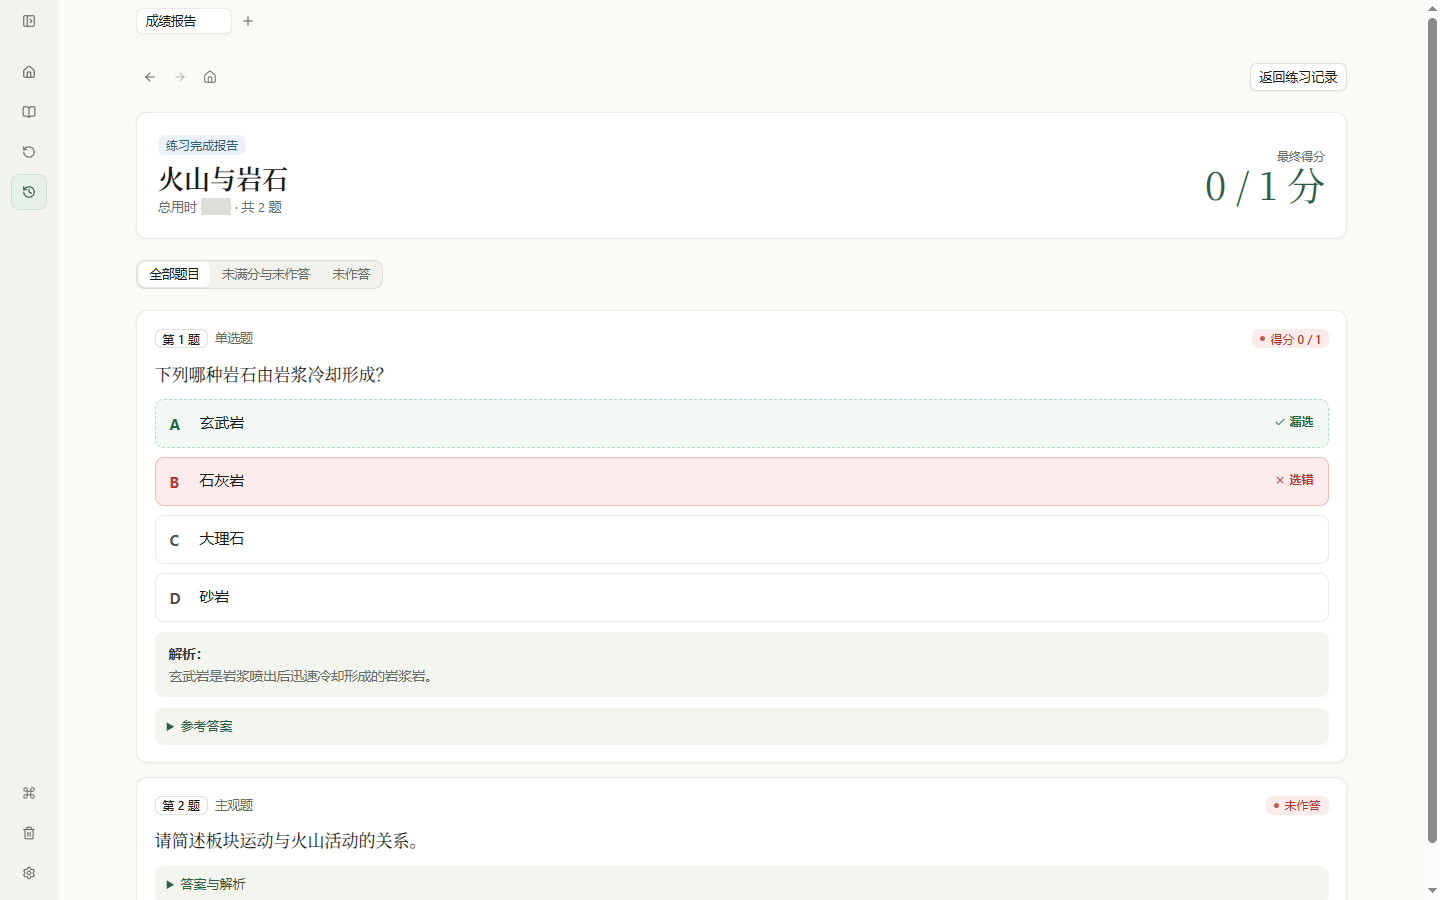 成绩报告
返回练习记录
练习完成报告
火山与岩石
总用时 · 共 2 题
最终得分
0 / 1 分
全部题目 未满分与未作答 未作答
第 1 题 单选题 得分 0 / 1
下列哪种岩石由岩浆冷却形成？
A 玄武岩 漏选
B 石灰岩 选错
C 大理石
D 砂岩
解析：
玄武岩是岩浆喷出后迅速冷却形成的岩浆岩。
参考答案
第 2 题 主观题 未作答
请简述板块运动与火山活动的关系。
答案与解析